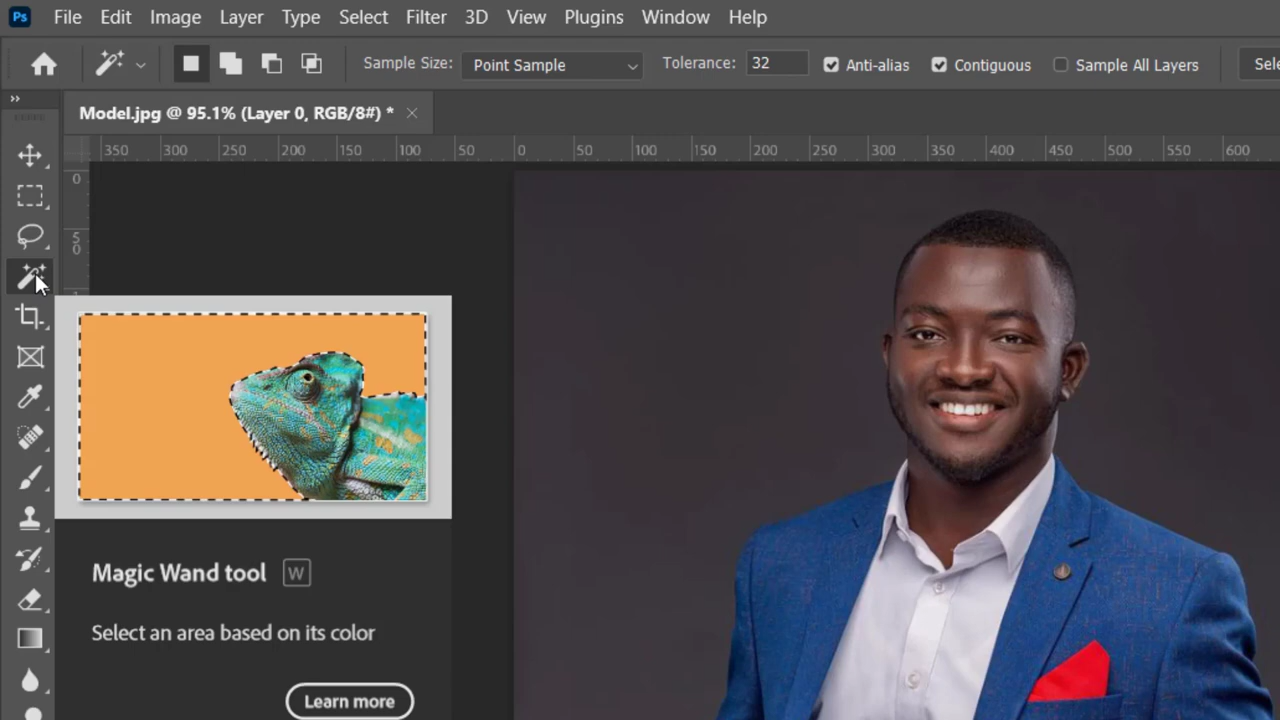 Ps File Edit Image Layer Type Select Filter 3D View Plugins Window Help
Sample Size: Point Sample Tolerance: 32 Anti-alias Contiguous Sample All Layers
Model.jpg @ 95.1% (Layer 0, RGB/8#) * ×
350 300 250 200 150 100 50 0 50 100 150 200 250 300 350 400 450 500 550 600
0
50
Magic Wand tool W
Select an area based on its color
Learn more